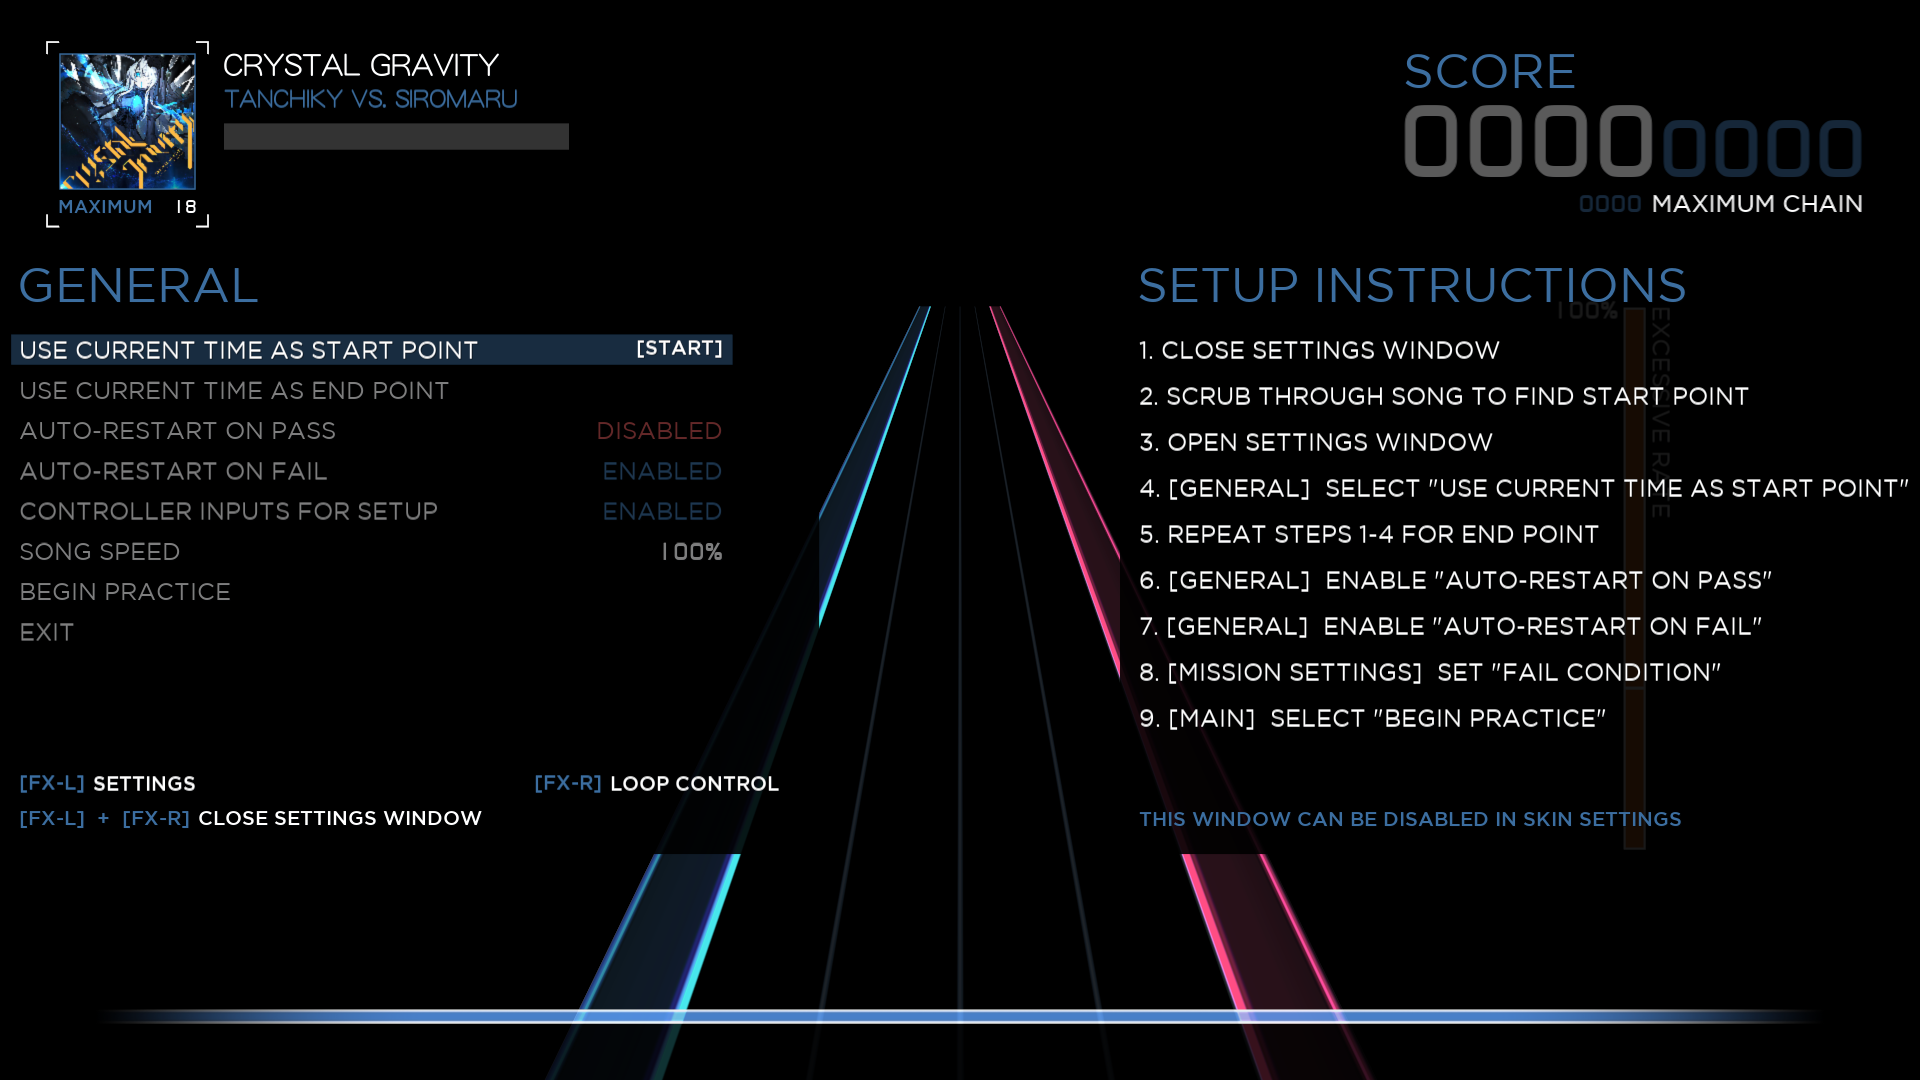 CRYSTAL GRAVITY
TANCHIKY VS. SIROMARU
MAXIMUM 18
SCORE
0000 0000
0000 MAXIMUM CHAIN
GENERAL
USE CURRENT TIME AS START POINT [START]
USE CURRENT TIME AS END POINT
AUTO-RESTART ON PASS DISABLED
AUTO-RESTART ON FAIL ENABLED
CONTROLLER INPUTS FOR SETUP ENABLED
SONG SPEED 100%
BEGIN PRACTICE
EXIT
[FX-L] SETTINGS [FX-R] LOOP CONTROL
[FX-L] + [FX-R] CLOSE SETTINGS WINDOW
SETUP INSTRUCTIONS
100%
EXCESSIVE RATE
1. CLOSE SETTINGS WINDOW
2. SCRUB THROUGH SONG TO FIND START POINT
3. OPEN SETTINGS WINDOW
4. [GENERAL] SELECT "USE CURRENT TIME AS START POINT"
5. REPEAT STEPS 1-4 FOR END POINT
6. [GENERAL] ENABLE "AUTO-RESTART ON PASS"
7. [GENERAL] ENABLE "AUTO-RESTART ON FAIL"
8. [MISSION SETTINGS] SET "FAIL CONDITION"
9. [MAIN] SELECT "BEGIN PRACTICE"
THIS WINDOW CAN BE DISABLED IN SKIN SETTINGS